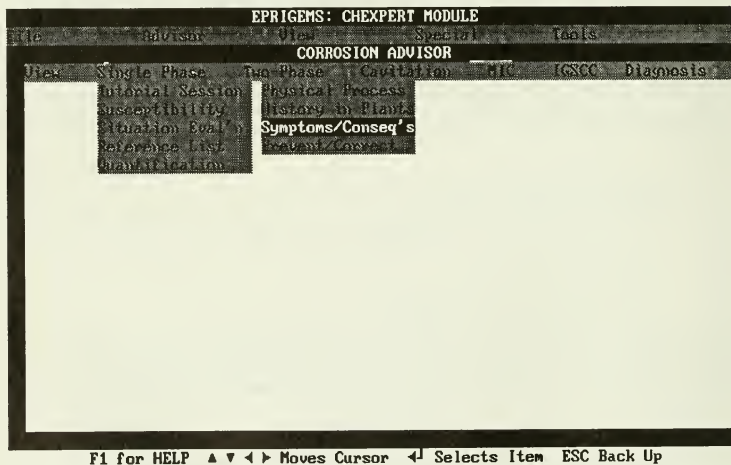 EPRIGEMS: CHEXPERT MODULE
File Advisor View Special Tools
CORROSION ADVISOR
View Single Phase Two-Phase Cavitation MIC IGSCC Diagnosis
Tutorial Session Physical Process
Susceptibility History in Plants
Situation Eval'n Symptoms/Conseq's
Reference List Prevent/Correct
Quantification
F1 for HELP ▲ ▼ ◄ ► Moves Cursor ◄┘ Selects Item ESC Back Up